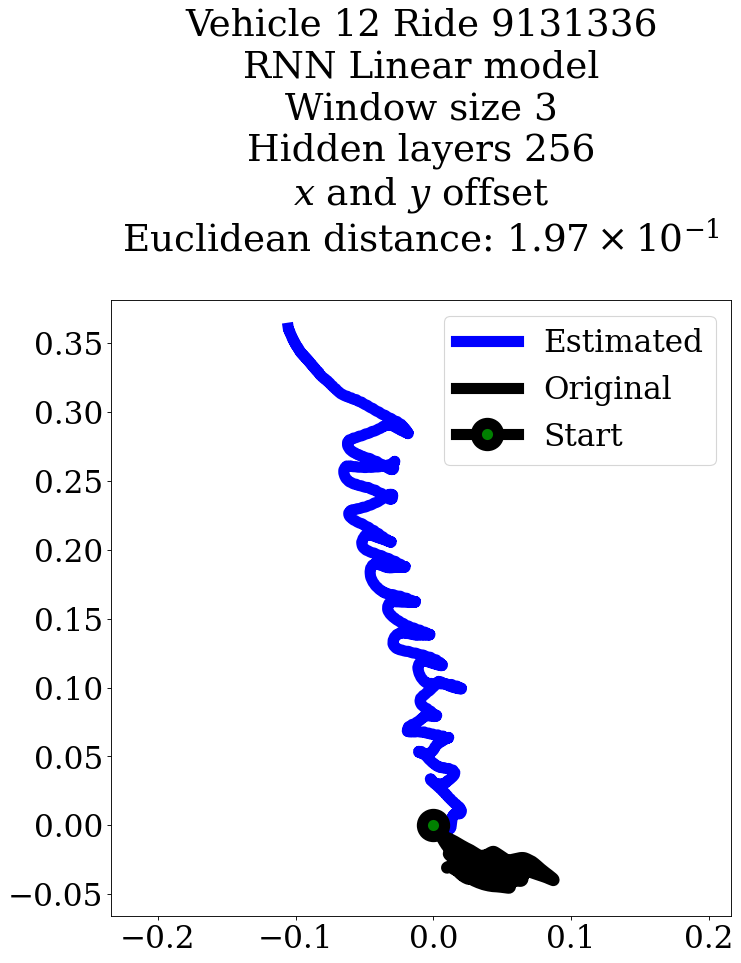 Vehicle 12 Ride 9131336
RNN Linear model
Window size 3
Hidden layers 256
x and y offset
Euclidean distance: 1.97 × 10⁻¹
Estimated
Original
Start
0.35
0.30
0.25
0.20
0.15
0.10
0.05
0.00
−0.05
−0.2 −0.1 0.0 0.1 0.2